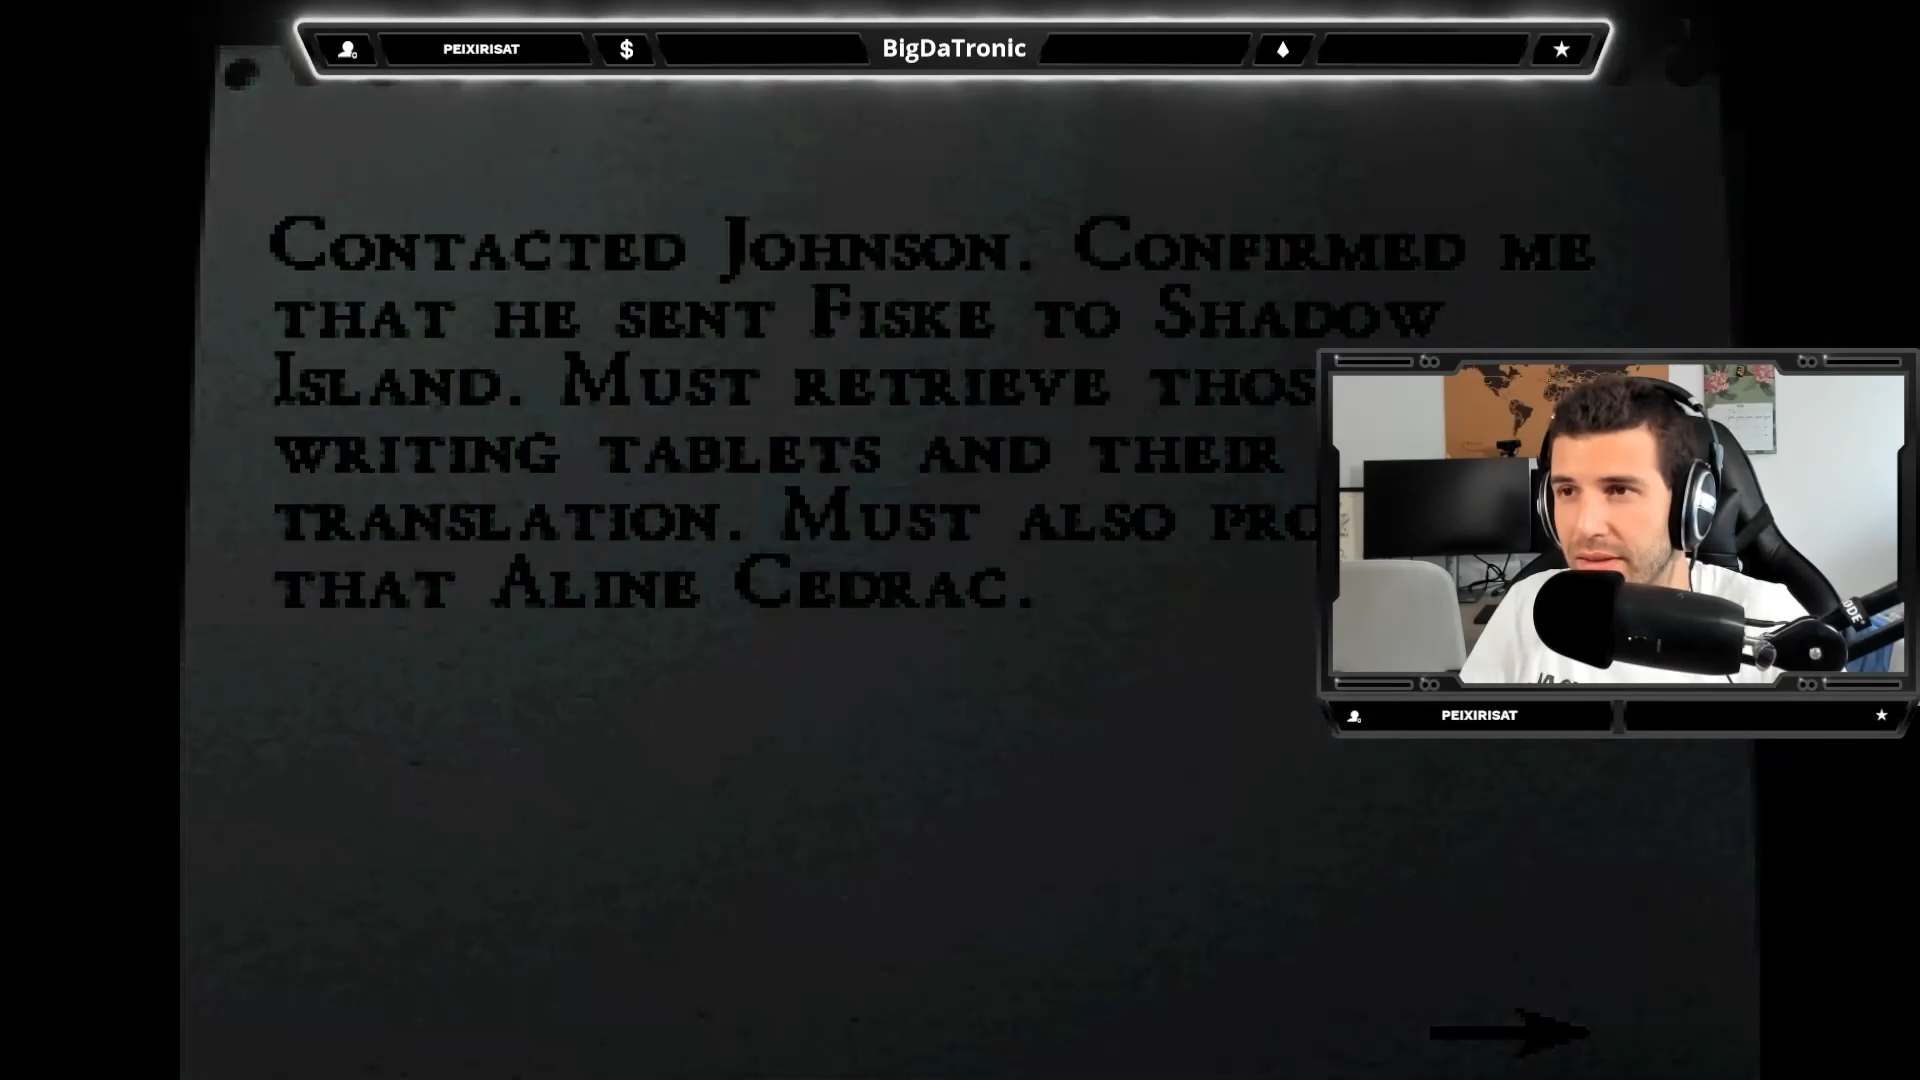 PEIXIRISAT
$
BigDaTronic
CONTACTED JOHNSON. CONFIRMED ME
THAT HE SENT FISKE TO SHADOW
ISLAND. MUST RETRIEVE
WRITING TABLETS AND THEIR
TRANSLATION. MUST ALSO
THAT ALINE CEDRAC.
PEIXIRISAT